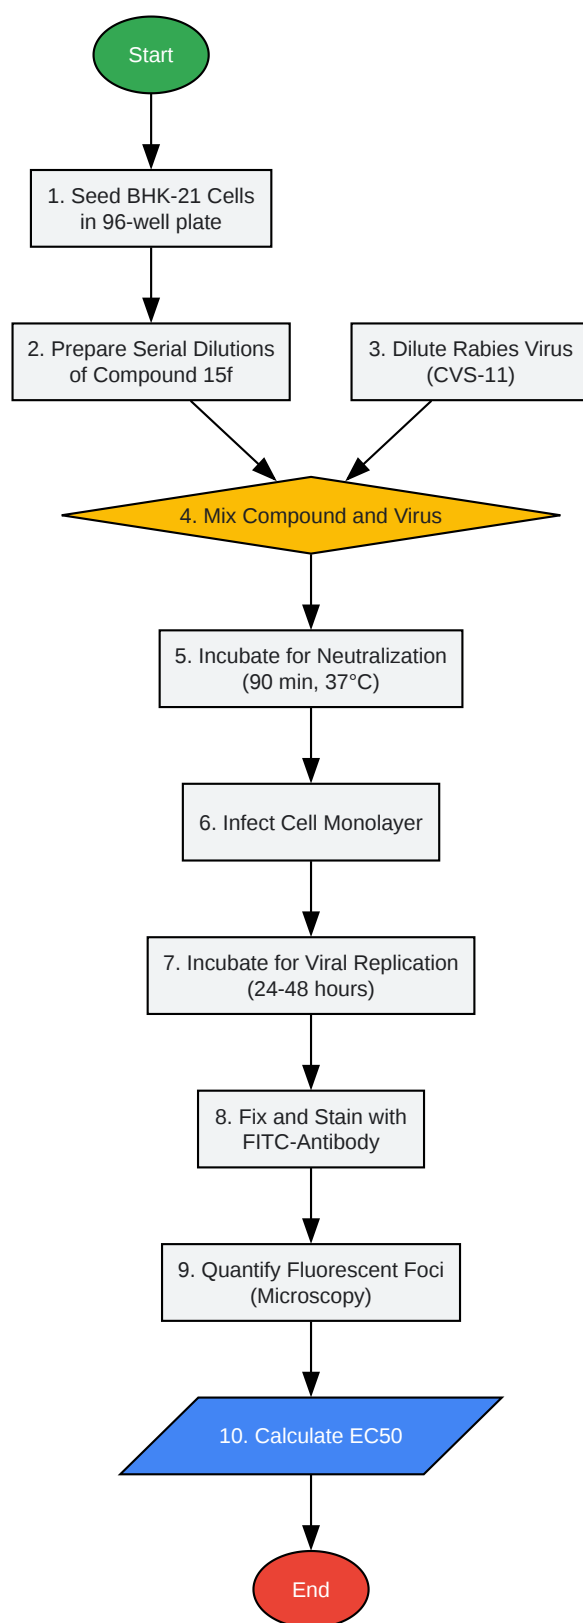 Start
1. Seed BHK-21 Cells
in 96-well plate
2. Prepare Serial Dilutions
of Compound 15f
3. Dilute Rabies Virus
(CVS-11)
4. Mix Compound and Virus
5. Incubate for Neutralization
(90 min, 37°C)
6. Infect Cell Monolayer
7. Incubate for Viral Replication
(24-48 hours)
8. Fix and Stain with
FITC-Antibody
9. Quantify Fluorescent Foci
(Microscopy)
10. Calculate EC50
End